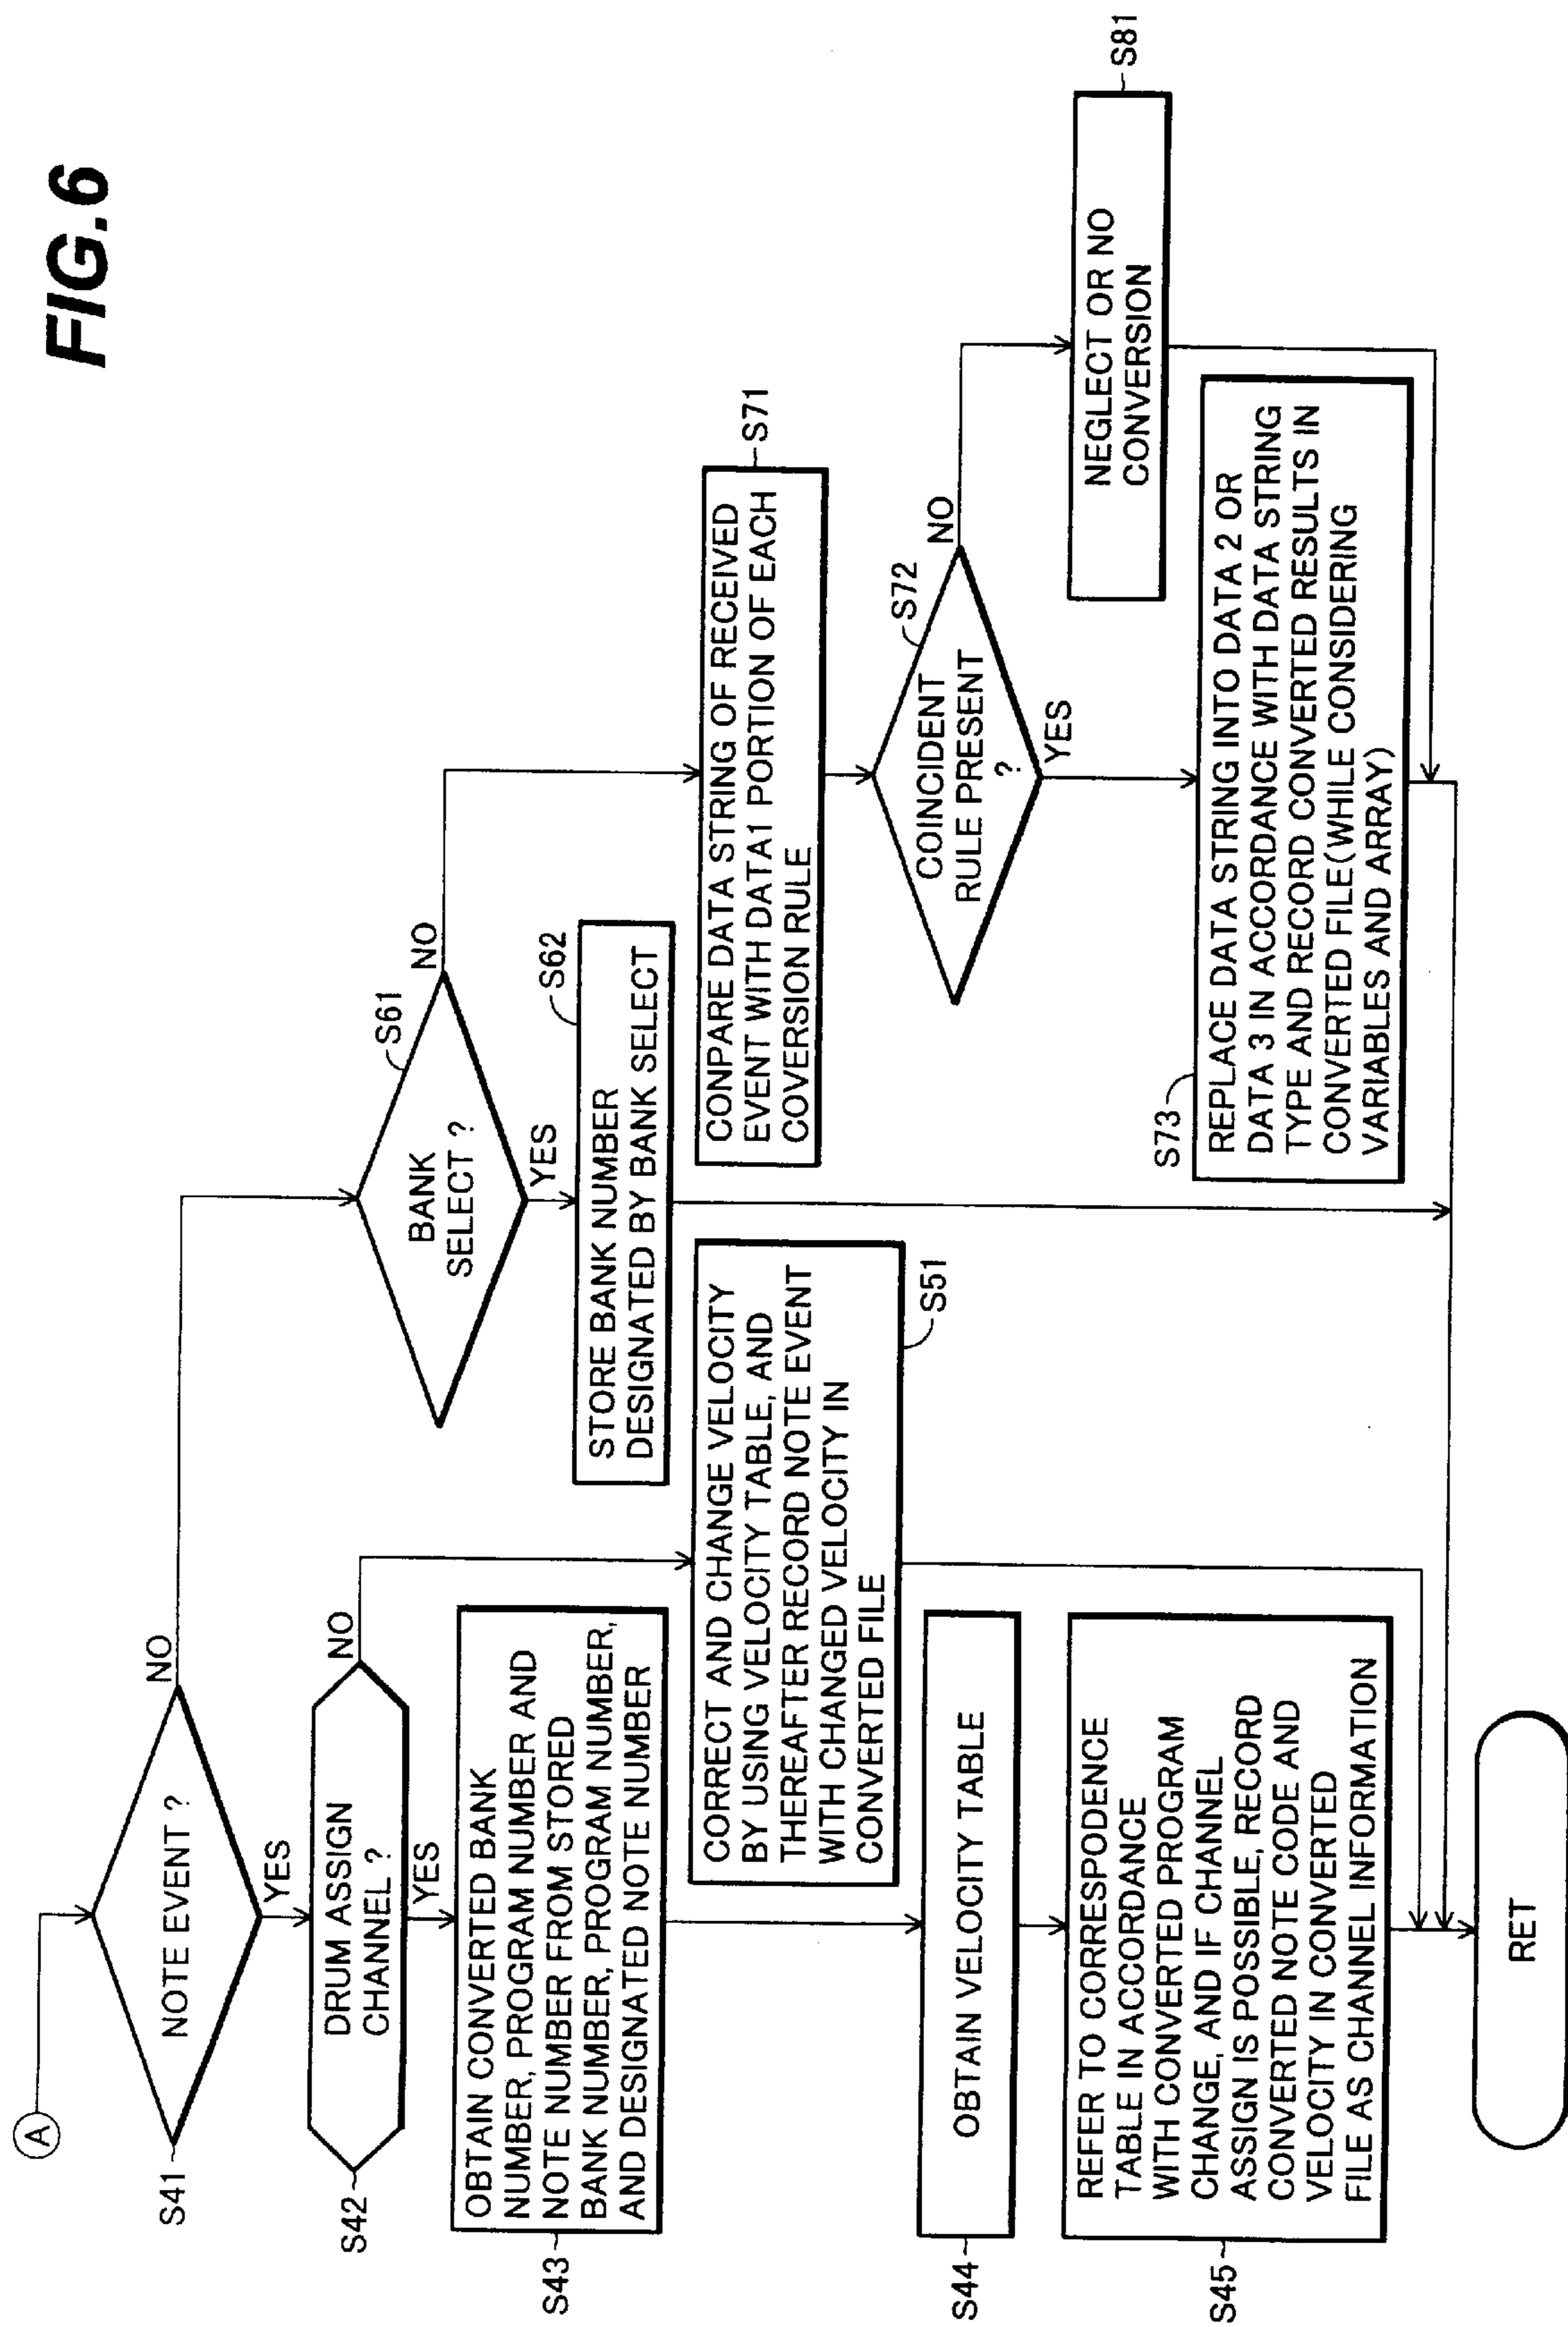 FIG.6
A
S41
NOTE EVENT ?
NO
YES
S42
DRUM ASSIGN
CHANNEL ?
NO
YES
S43
OBTAIN CONVERTED BANK
NUMBER, PROGRAM NUMBER AND
NOTE NUMBER FROM STORED
BANK NUMBER, PROGRAM NUMBER,
AND DESIGNATED NOTE NUMBER
S44
OBTAIN VELOCITY TABLE
S45
REFER TO CORRESPODENCE
TABLE IN ACCORDANCE
WITH CONVERTED PROGRAM
CHANGE, AND IF CHANNEL
ASSIGN IS POSSIBLE, RECORD
CONVERTED NOTE CODE AND
VELOCITY IN CONVERTED
FILE AS CHANNEL INFORMATION
RET
CORRECT AND CHANGE VELOCITY
BY USING VELOCITY TABLE, AND
THEREAFTER RECORD NOTE EVENT
WITH CHANGED VELOCITY IN
CONVERTED FILE
S51
S61
BANK
SELECT ?
NO
YES
S62
STORE BANK NUMBER
DESIGNATED BY BANK SELECT
S71
CONPARE DATA STRING OF RECEIVED
EVENT WITH DATA1 PORTION OF EACH
COVERSION RULE
S72
COINCIDENT
RULE PRESENT
?
NO
YES
S73
REPLACE DATA STRING INTO DATA 2 OR
DATA 3 IN ACCORDANCE WITH DATA STRING
TYPE AND RECORD CONVERTED RESULTS IN
CONVERTED FILE(WHILE CONSIDERING
VARIABLES AND ARRAY)
S81
NEGLECT OR NO
CONVERSION